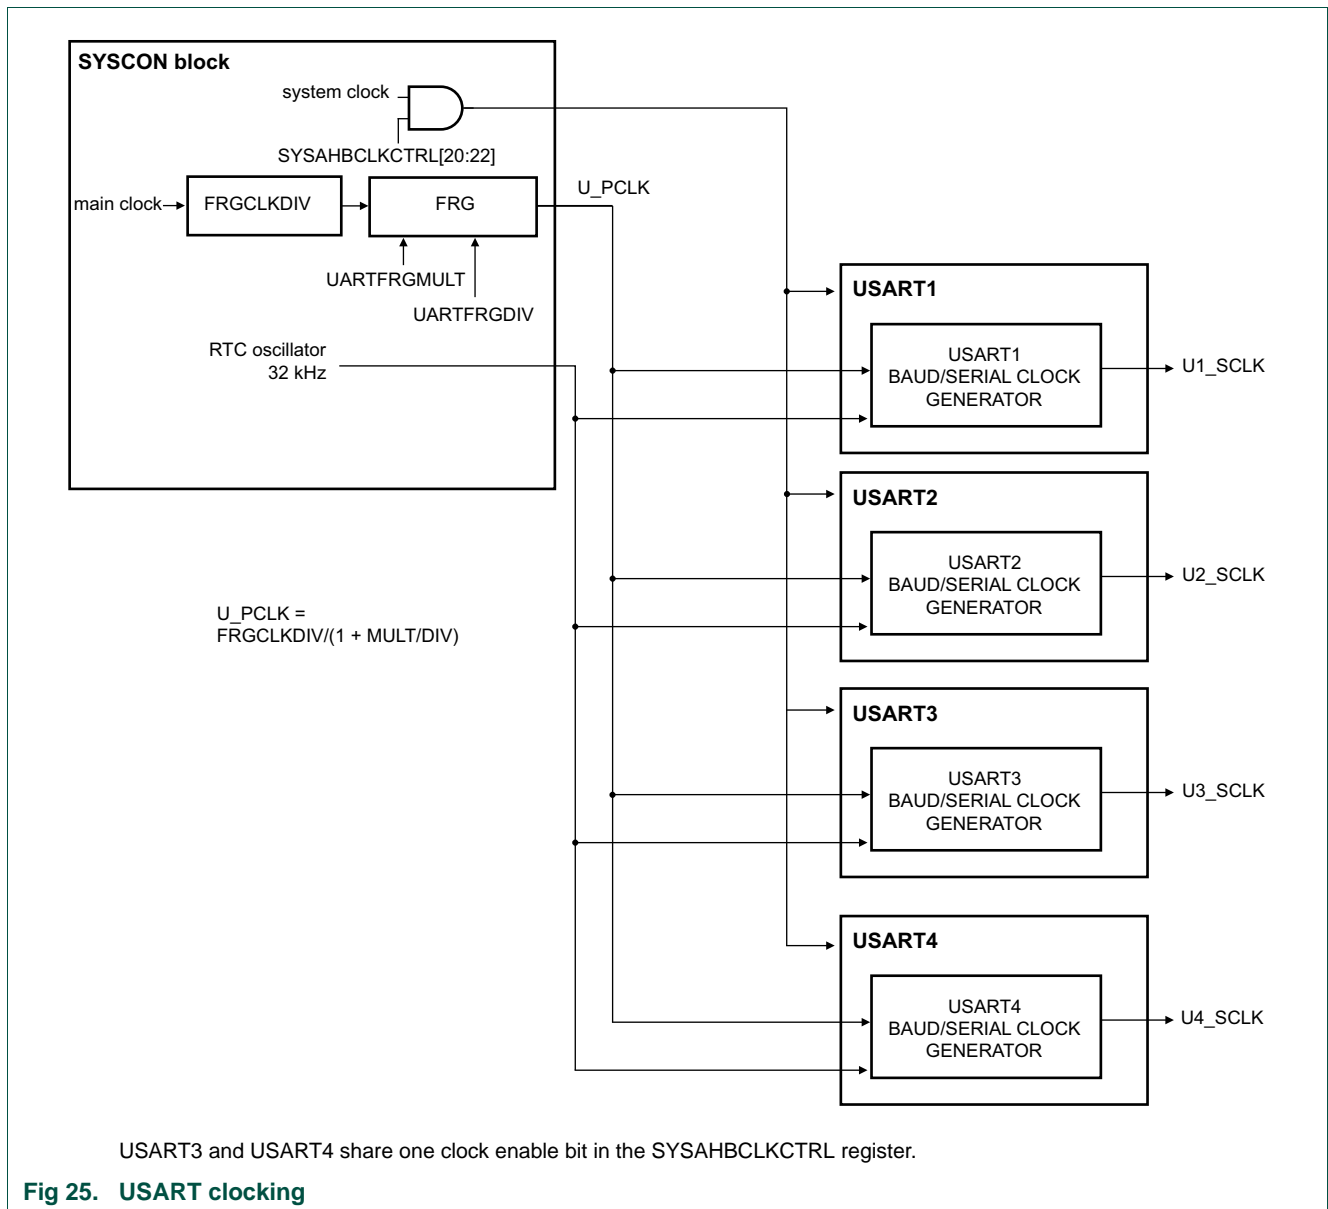 SYSCON block
system clock
SYSAHBCLKCTRL[20:22]
main clock
FRGCLKDIV
FRG
U_PCLK
UARTFRGMULT
UARTFRGDIV
RTC oscillator
32 kHz
USART1
USART1
BAUD/SERIAL CLOCK
GENERATOR
U1_SCLK
USART2
USART2
BAUD/SERIAL CLOCK
GENERATOR
U2_SCLK
U_PCLK =
FRGCLKDIV/(1 + MULT/DIV)
USART3
USART3
BAUD/SERIAL CLOCK
GENERATOR
U3_SCLK
USART4
USART4
BAUD/SERIAL CLOCK
GENERATOR
U4_SCLK
USART3 and USART4 share one clock enable bit in the SYSAHBCLKCTRL register.
Fig 25. USART clocking